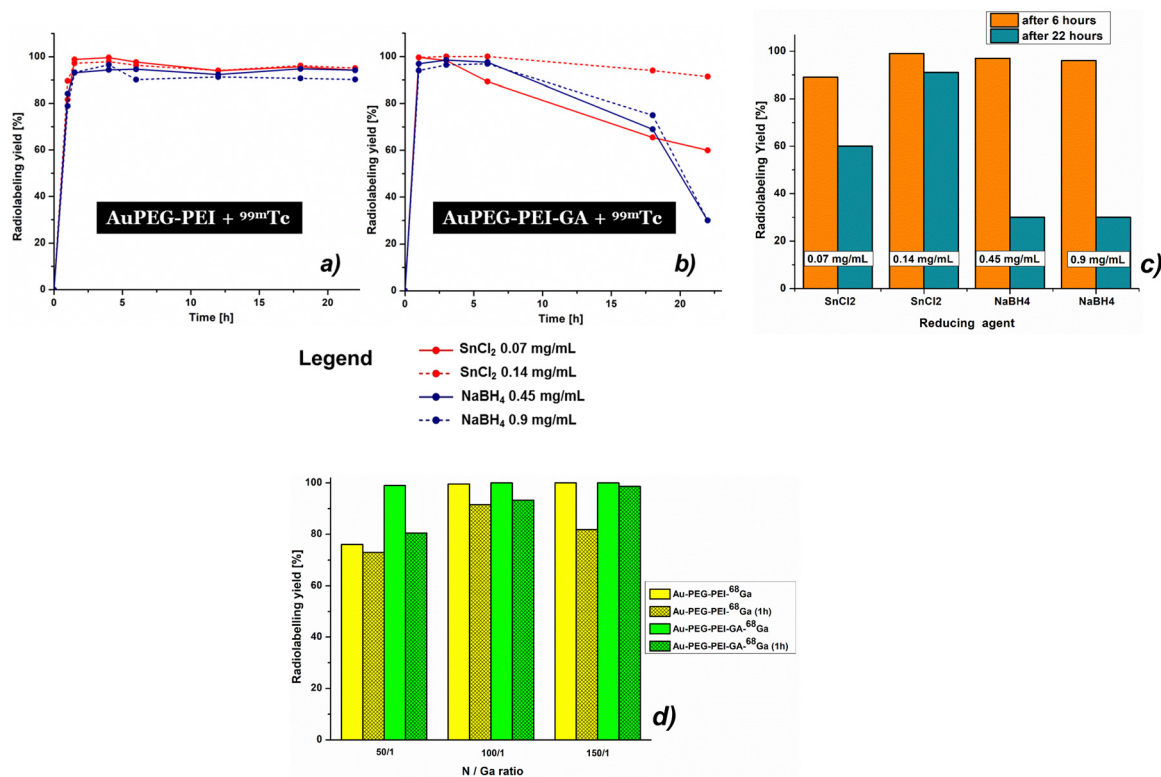 Radiolabeling yield [%]
100
80
60
40
20
0
AuPEG-PEI + ⁹⁹ᵐTc
a)
0 5 10 15 20
Time [h]
Radiolabeling yield [%]
100
80
60
40
20
0
AuPEG-PEI-GA + ⁹⁹ᵐTc
b)
0 5 10 15 20
Time [h]
after 6 hours
after 22 hours
Radiolabeling Yield [%]
100
80
60
40
20
0
0.07 mg/mL 0.14 mg/mL 0.45 mg/mL 0.9 mg/mL
c)
SnCl2 SnCl2 NaBH4 NaBH4
Reducing agent
Legend
SnCl₂ 0.07 mg/mL
SnCl₂ 0.14 mg/mL
NaBH₄ 0.45 mg/mL
NaBH₄ 0.9 mg/mL
Radiolabelling yield [%]
100
80
60
40
20
0
Au-PEG-PEI-⁶⁸Ga
Au-PEG-PEI-⁶⁸Ga (1h)
Au-PEG-PEI-GA-⁶⁸Ga
Au-PEG-PEI-GA-⁶⁸Ga (1h)
d)
50/1 100/1 150/1
N / Ga ratio